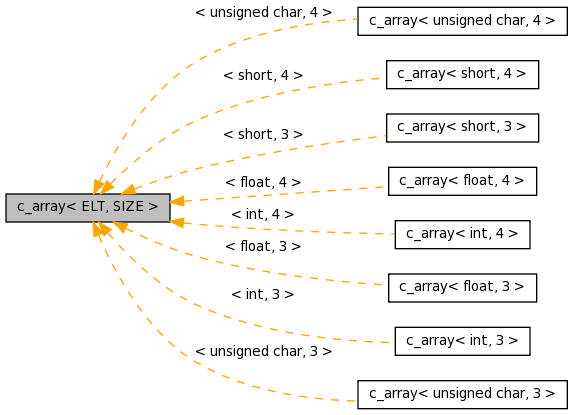 < unsigned char, 4 >
c_array< unsigned char, 4 >
< short, 4 >
c_array< short, 4 >
< short, 3 >
c_array< short, 3 >
< float, 4 >
c_array< float, 4 >
c_array< ELT, SIZE >
< int, 4 >
c_array< int, 4 >
< float, 3 >
c_array< float, 3 >
< int, 3 >
c_array< int, 3 >
< unsigned char, 3 >
c_array< unsigned char, 3 >